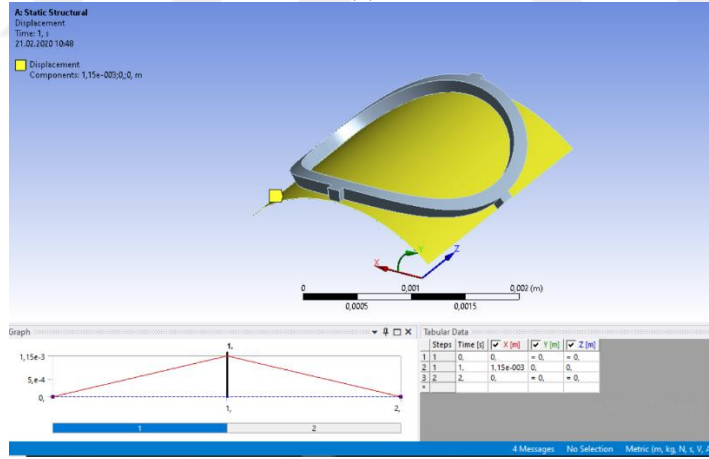 A: Static Structural
Displacement
Time: 1, s
21.02.2020 10:48
Displacement
Components: 1,15e-003;0,;0, m
Y
X
Z
0 0,001 0,002 (m)
0,0005 0,0015
Graph
1,
1,15e-3
5,e-4
0,
1, 2,
1 2
Tabular Data
Steps Time [s] X [m] Y [m] Z [m]
1 1 0, 0, = 0, = 0,
2 1 1, 1,15e-003 0, 0,
3 2 2, 0, = 0, = 0,
*
4 Messages No Selection Metric (m, kg, N, s, V, A